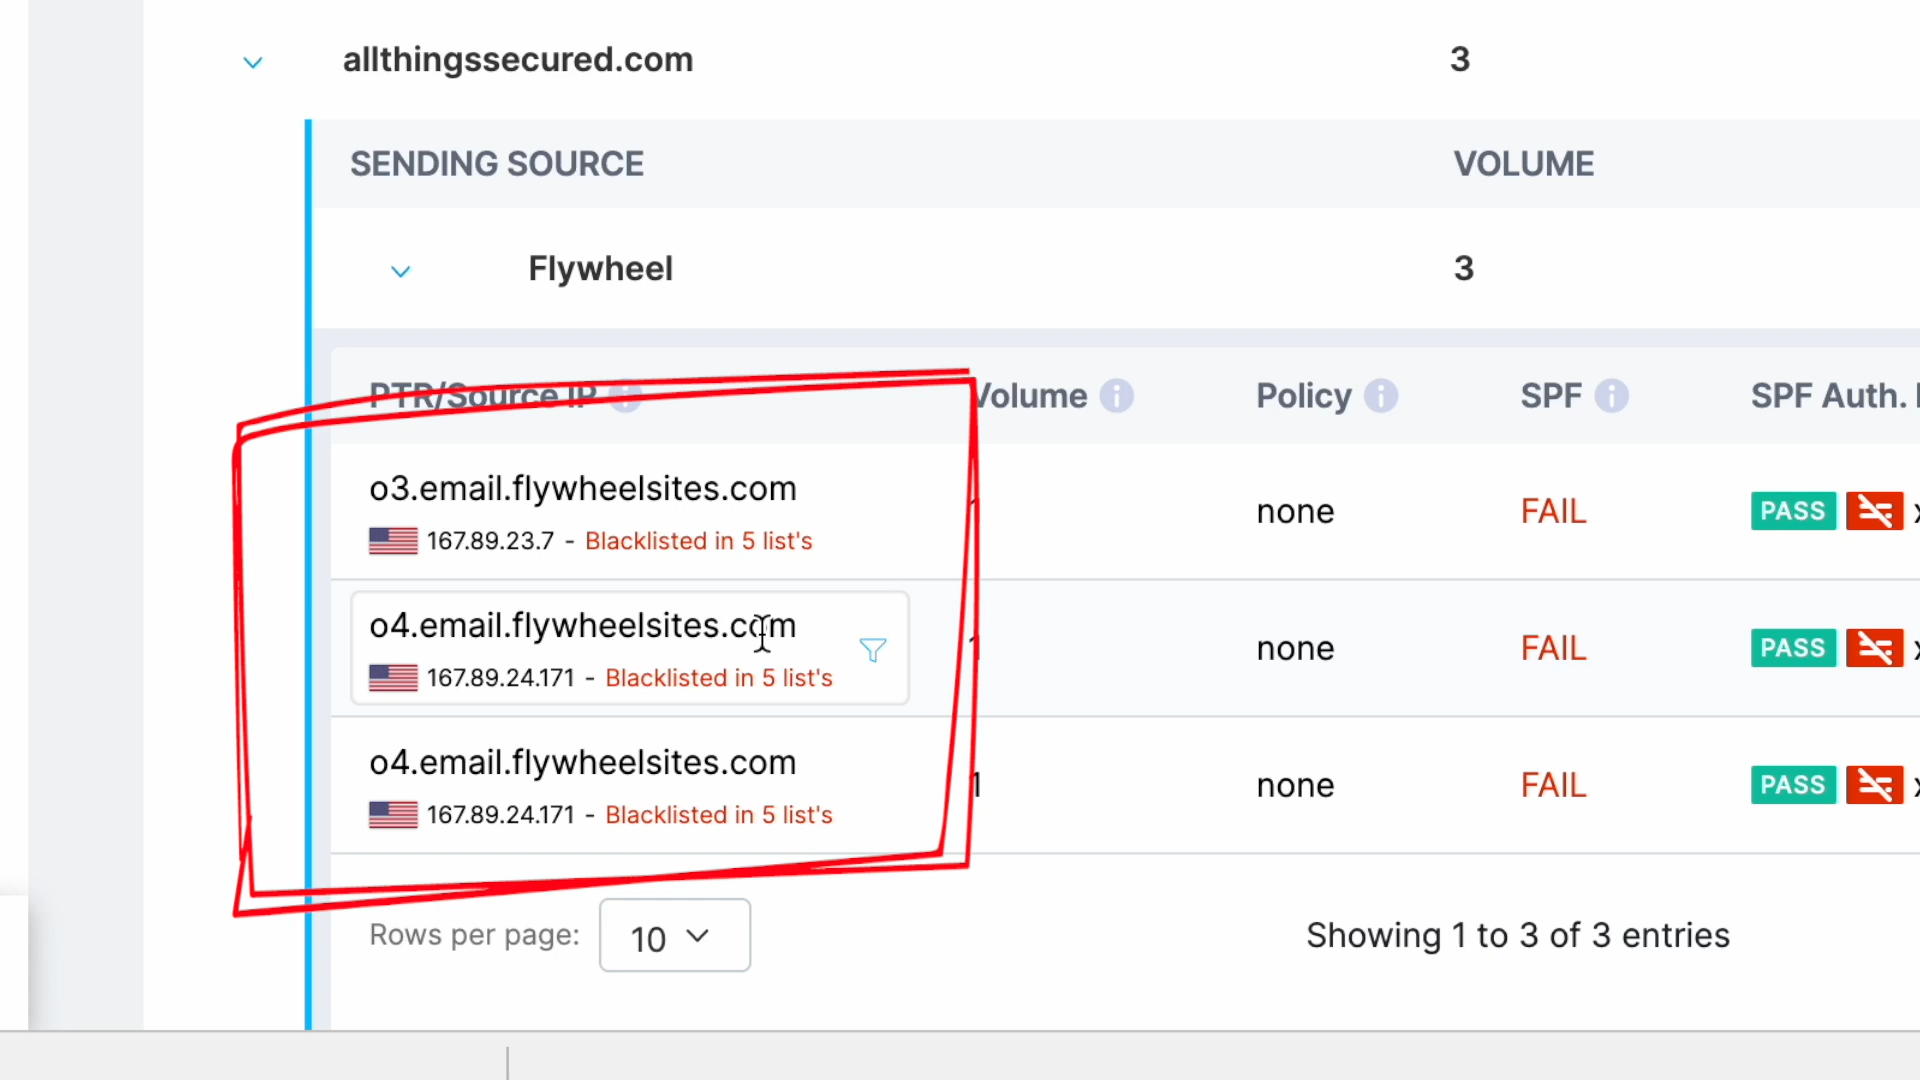 allthingssecured.com 3
SENDING SOURCE VOLUME
Flywheel 3
PTR/Source IP Volume Policy SPF SPF Auth.
o3.email.flywheelsites.com
167.89.23.7 - Blacklisted in 5 list's 1 none FAIL PASS
o4.email.flywheelsites.com
167.89.24.171 - Blacklisted in 5 list's 1 none FAIL PASS
o4.email.flywheelsites.com
167.89.24.171 - Blacklisted in 5 list's 1 none FAIL PASS
Rows per page: 10 Showing 1 to 3 of 3 entries